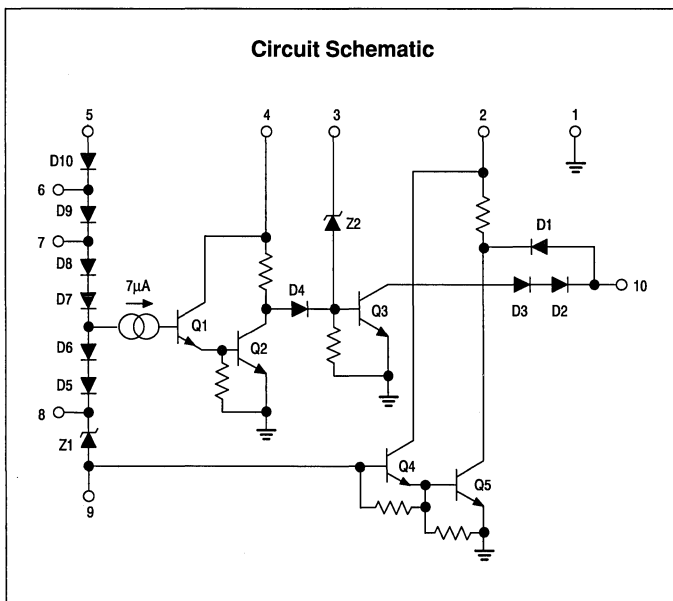 Circuit Schematic
5 4 3 2 1
D10
6
D9
Z2
D1
7
D8
7μA
D4
D7
D3 D2 10
Q1
Q3
D6
Q2
D5
8
Z1
Q4
Q5
9